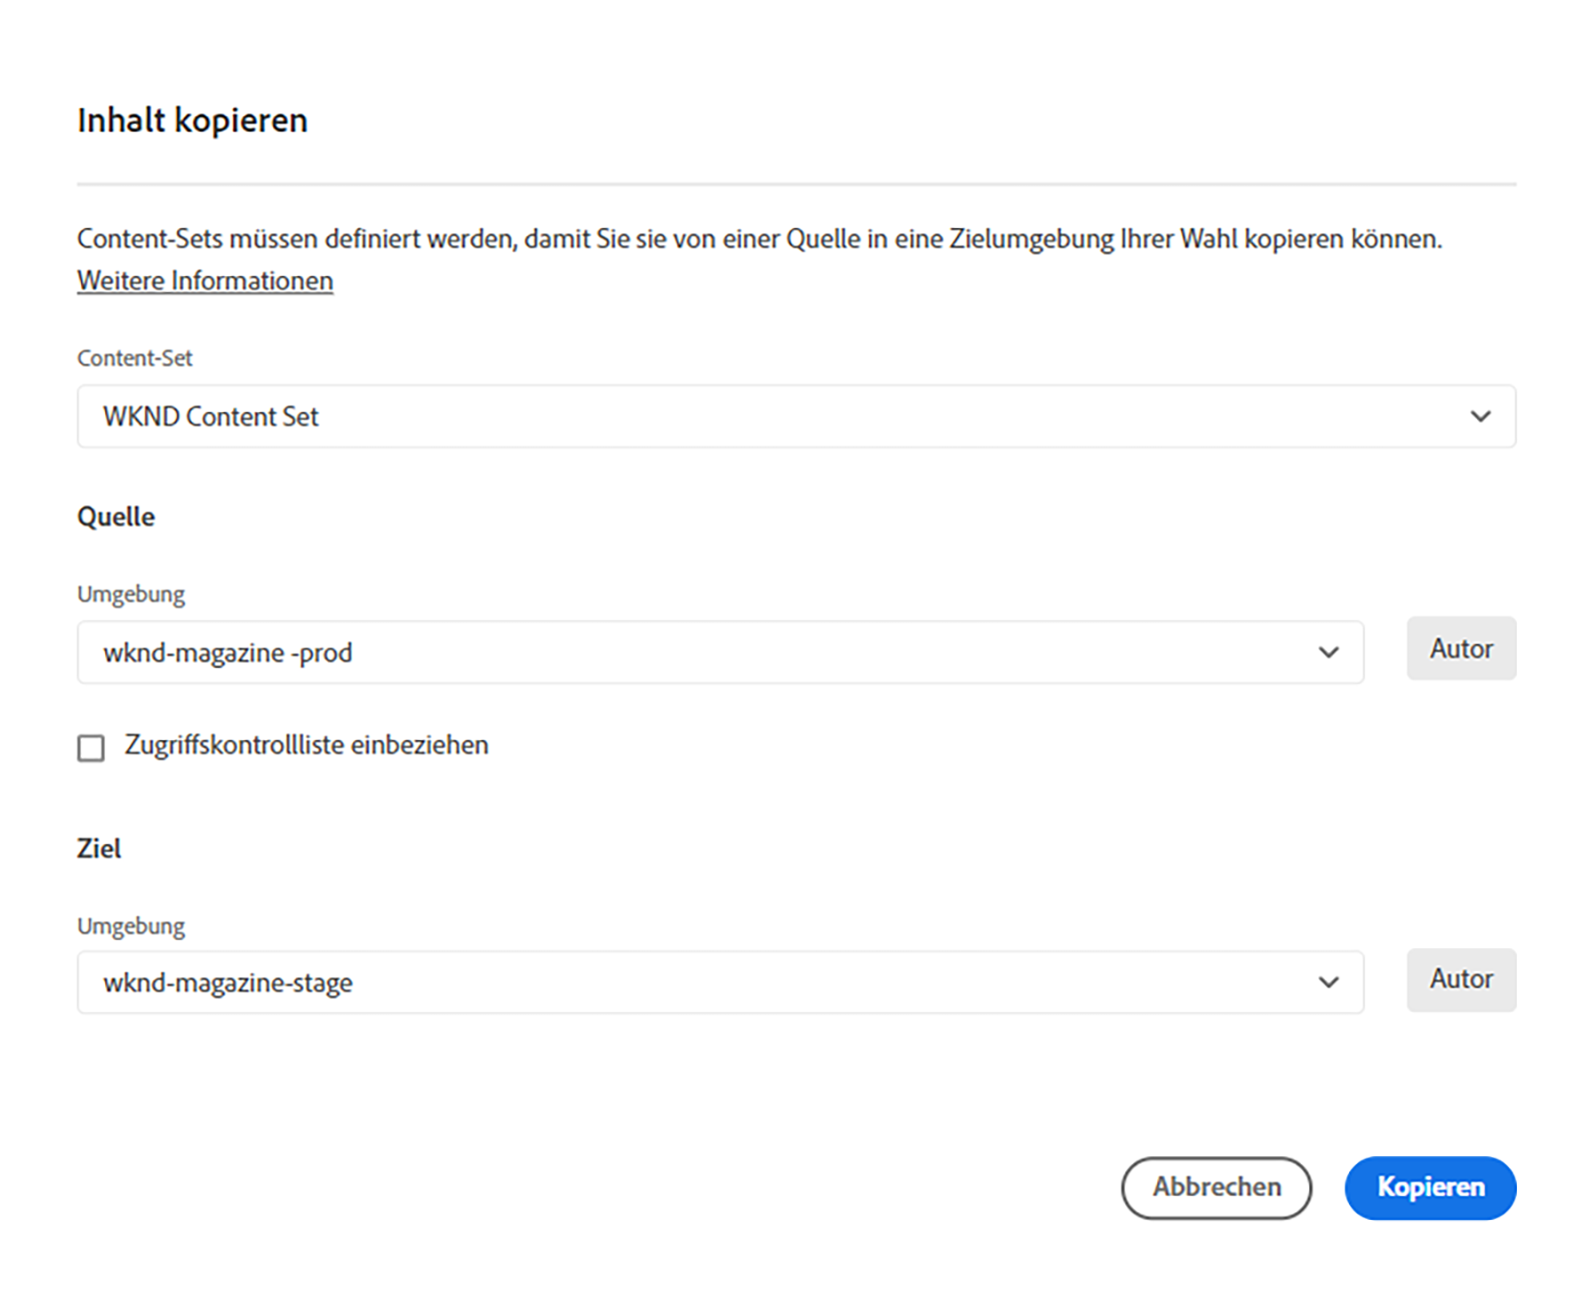 Inhalt kopieren
Content-Sets müssen definiert werden, damit Sie sie von einer Quelle in eine Zielumgebung Ihrer Wahl kopieren können.
Weitere Informationen
Content-Set
WKND Content Set
Quelle
Umgebung
wknd-magazine -prod
Autor
Zugriffskontrollliste einbeziehen
Ziel
Umgebung
wknd-magazine-stage
Autor
Abbrechen
Kopieren